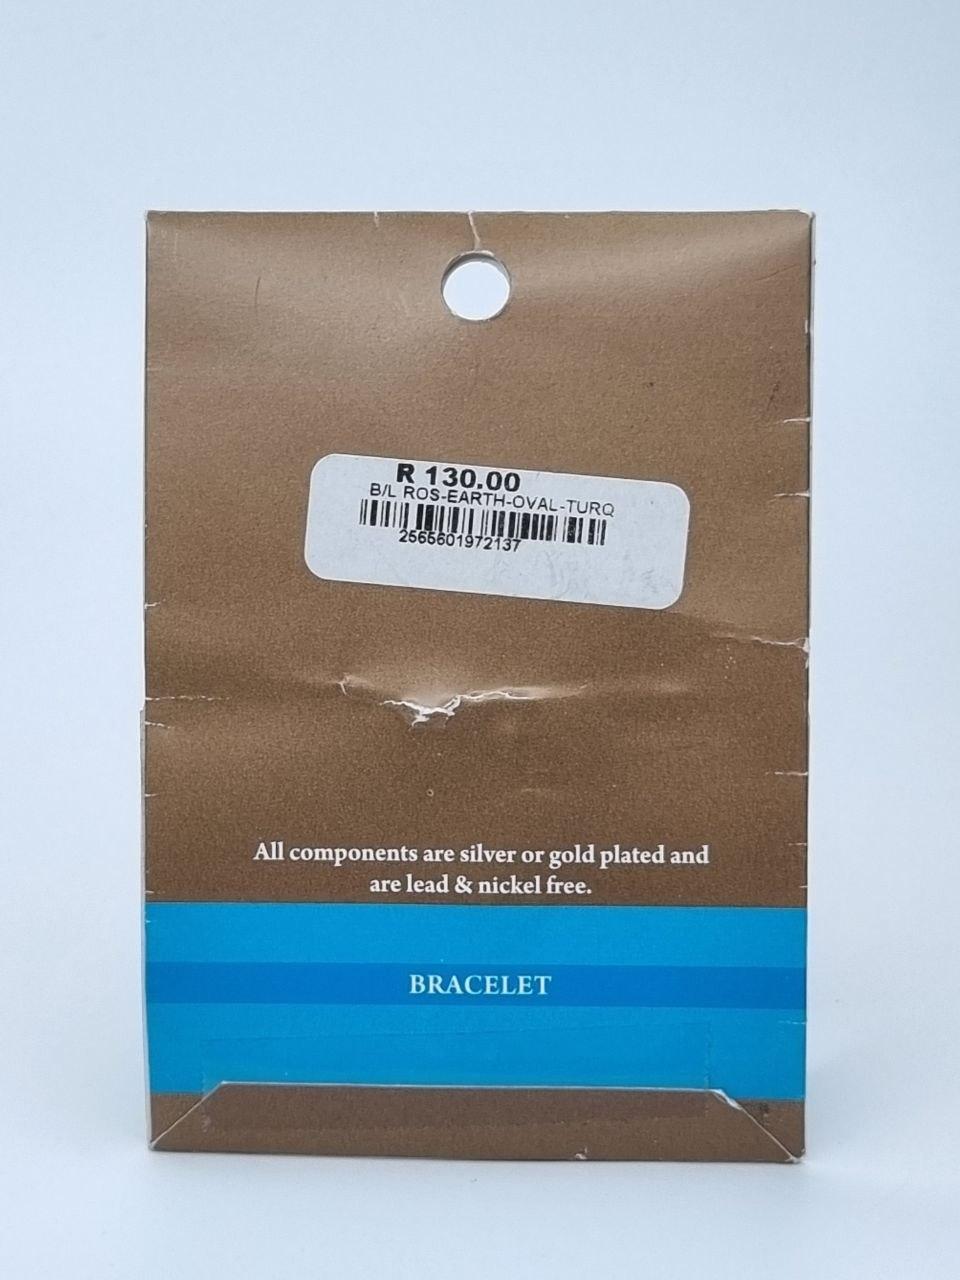 R 130.00
B/L ROS-EARTH-OVAL-TURQ
2565601972137
All components are silver or gold plated and
are lead & nickel free.
BRACELET